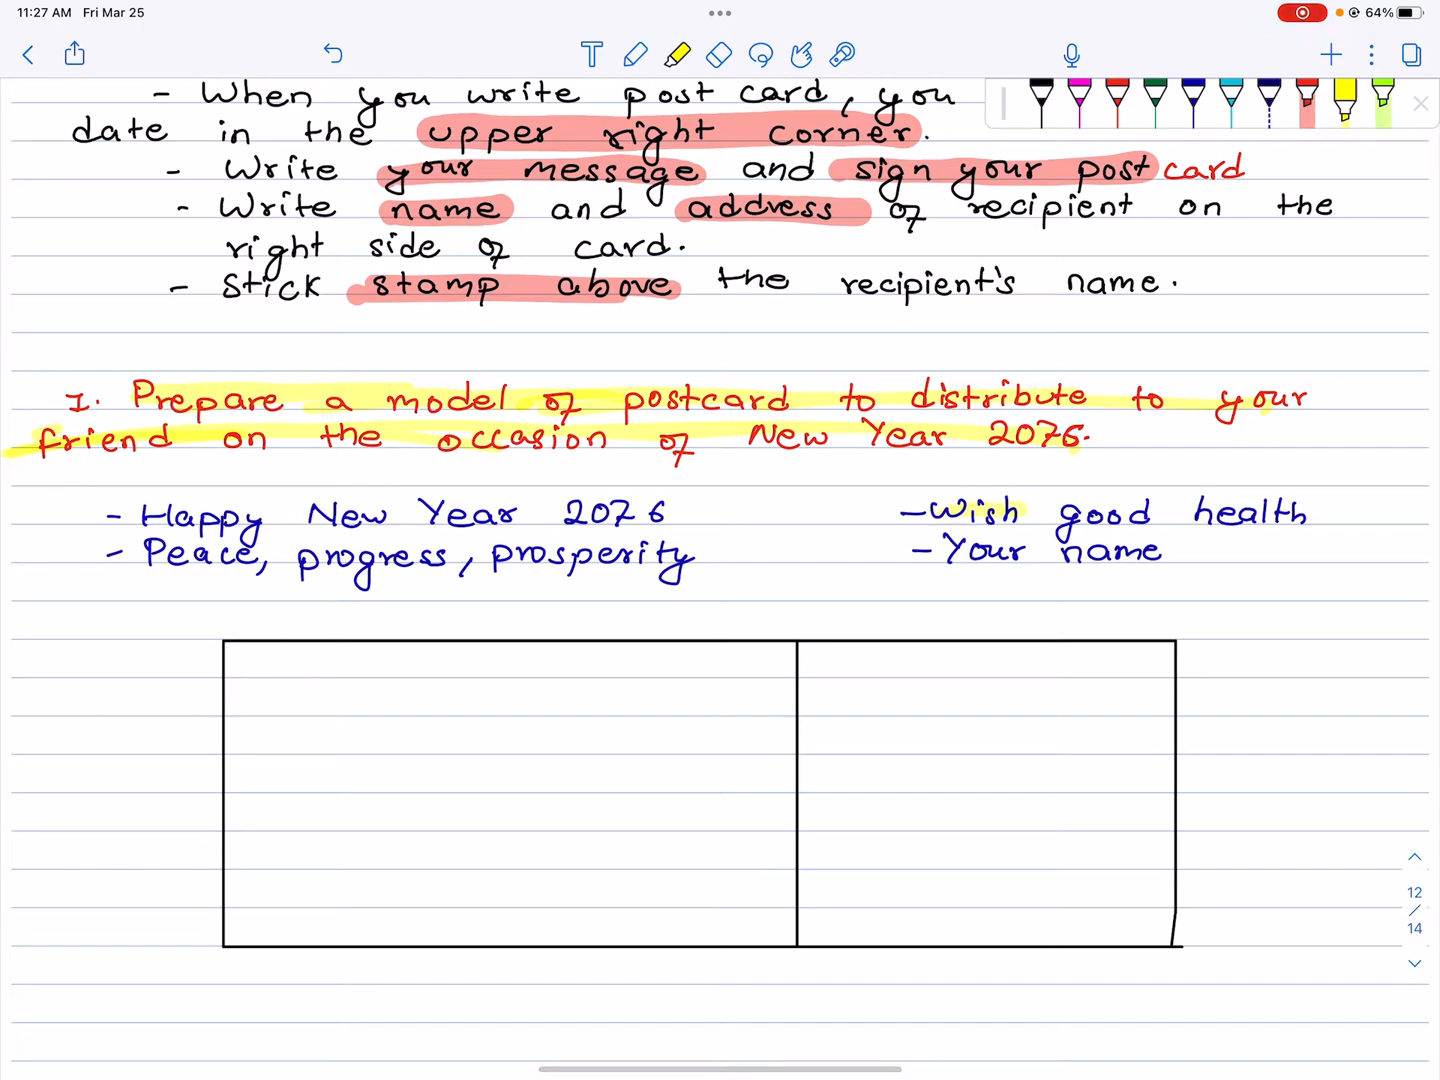 11:27 AM Fri Mar 25
64%
- When you write post card, you
date in the upper right corner.
- Write your message and sign your post card
- Write name and address of recipient on the
right side of card.
- Stick stamp above the recipient's name.
1. Prepare a model of postcard to distribute to your
friend on the occasion of New Year 2076.
- Happy New Year 2076
- Wish good health
- Peace, progress, prosperity
- Your name
12
/
14